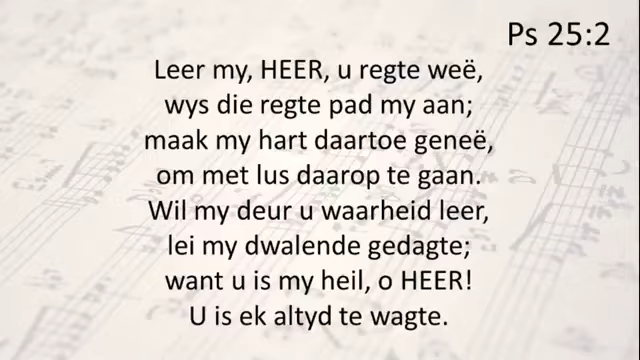 Ps 25:2
Leer my, HEER, u regte weë,
wys die regte pad my aan;
maak my hart daartoe geneë,
om met lus daarop te gaan.
Wil my deur u waarheid leer,
lei my dwalende gedagte;
want u is my heil, o HEER!
U is ek altyd te wagte.